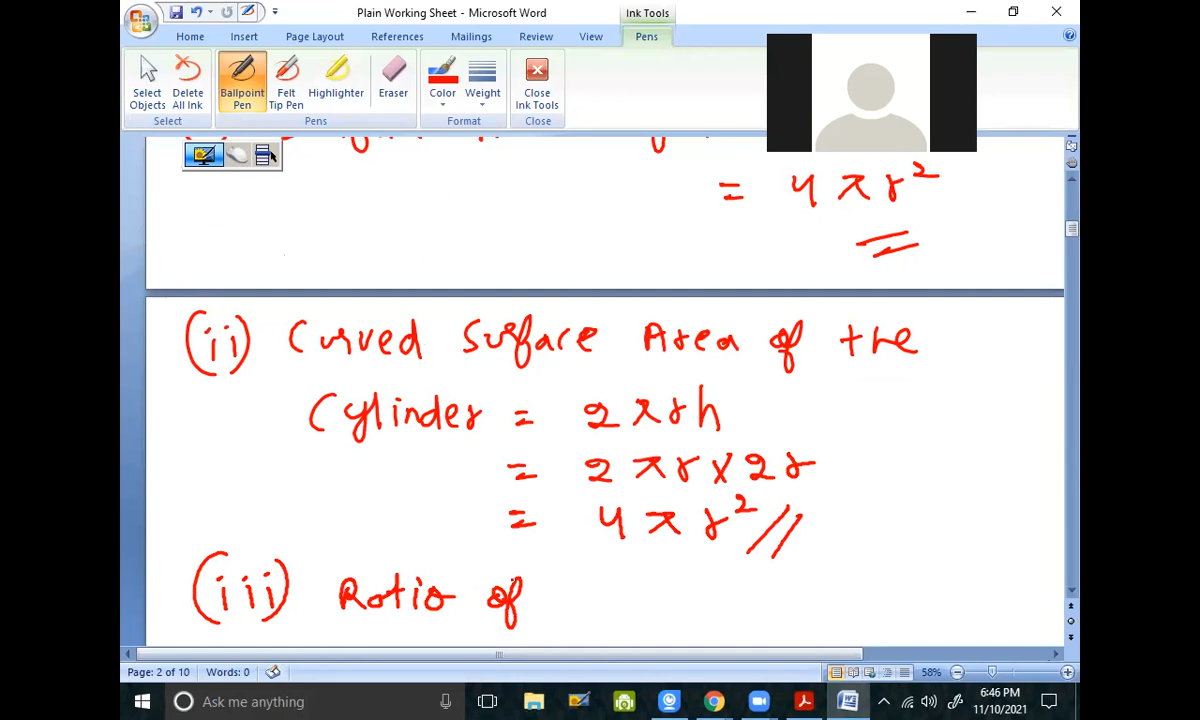 Plain Working Sheet - Microsoft Word
Ink Tools
Home Insert Page Layout References Mailings Review View Pens
Select Objects
Delete All Ink
Ballpoint Pen
Felt Tip Pen
Highlighter
Eraser
Color
Weight
Close Ink Tools
Select Pens Format Close
= 4πr²
(ii) Curved Surface Area of the
Cylinder = 2πrh
= 2πr×2r
= 4πr² //
(iii) Ratio of
Page: 2 of 10 Words: 0 58%
Ask me anything
6:46 PM
11/10/2021